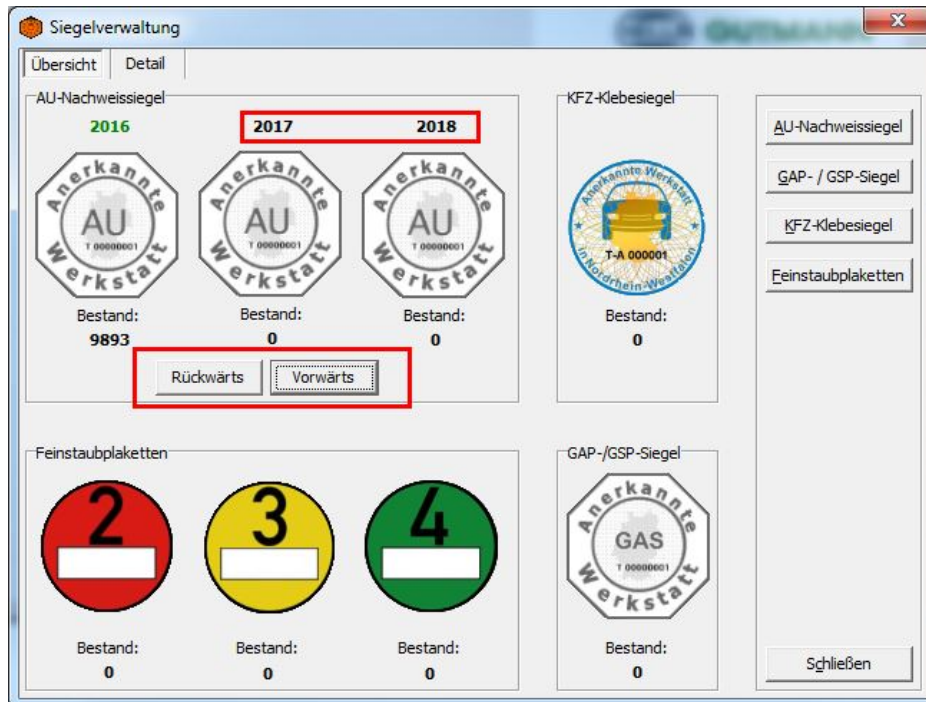 Siegelverwaltung
GUTMANN
Übersicht Detail
AU-Nachweissiegel
2016 2017 2018
Anerkannte Werkstatt
AU
T 00000001
Anerkannte Werkstatt
AU
T 00000001
Anerkannte Werkstatt
AU
T 00000001
Bestand: Bestand: Bestand:
9893 0 0
Rückwärts Vorwärts
KFZ-Klebesiegel
Anerkannte Werkstatt
T-A 000001
in Nordrhein-Westfalen
Bestand:
0
AU-Nachweissiegel
GAP- / GSP-Siegel
KFZ-Klebesiegel
Feinstaubplaketten
Feinstaubplaketten
2 3 4
Bestand: Bestand: Bestand:
0 0 0
GAP-/GSP-Siegel
Anerkannte Werkstatt
GAS
T 00000001
Bestand:
0
Schließen